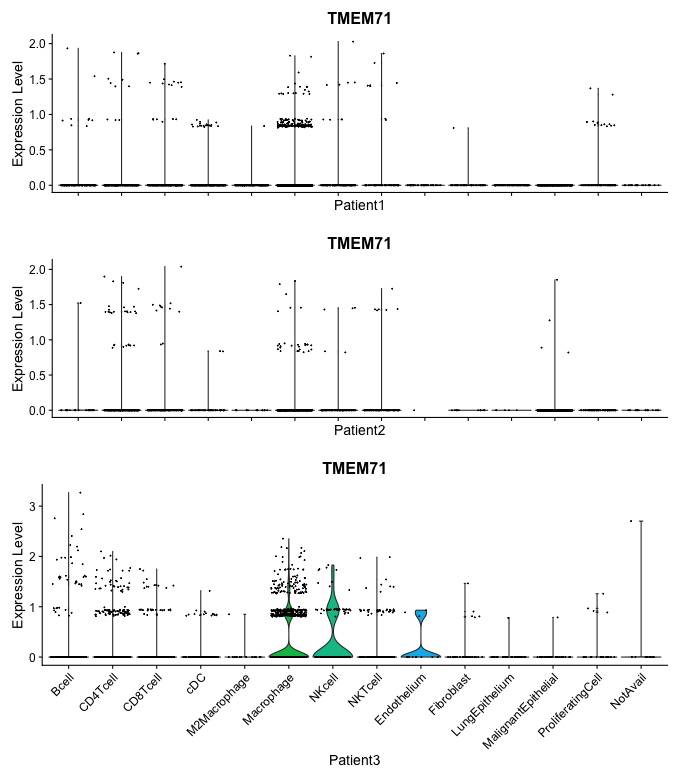 TMEM71
Expression Level
2.0
1.5
1.0
0.5
0.0
Patient1
TMEM71
Expression Level
2.0
1.5
1.0
0.5
0.0
Patient2
TMEM71
Expression Level
3
2
1
0
Bcell
CD4Tcell
CD8Tcell
cDC
M2Macrophage
Macrophage
NKcell
NKTcell
Endothelium
Fibroblast
LungEpithelium
MalignantEpithelial
ProliferatingCell
NotAvail
Patient3